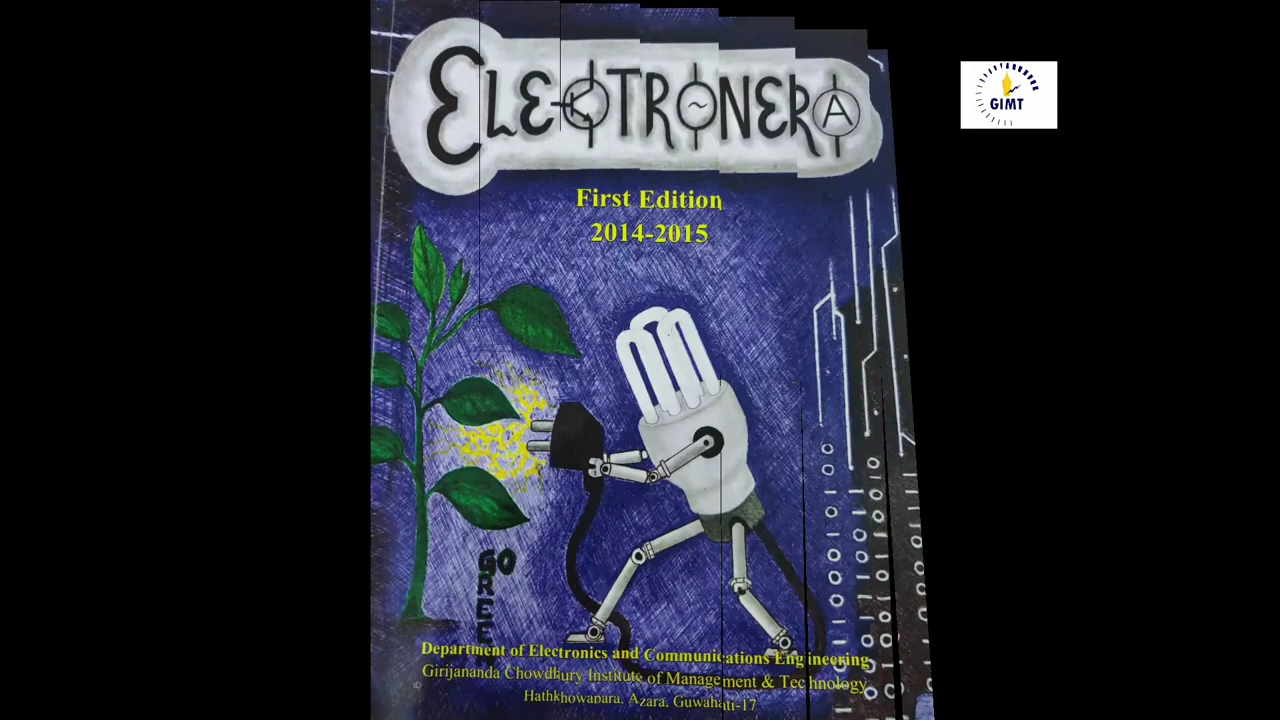 ELECTRONERA
First Edition
2014-2015
GIMT
GO
GREEN
Department of Electronics and Communications Engineering
Girijananda Chowdhury Institute of Management & Technology
Hathkhowapara, Azara, Guwahati-17